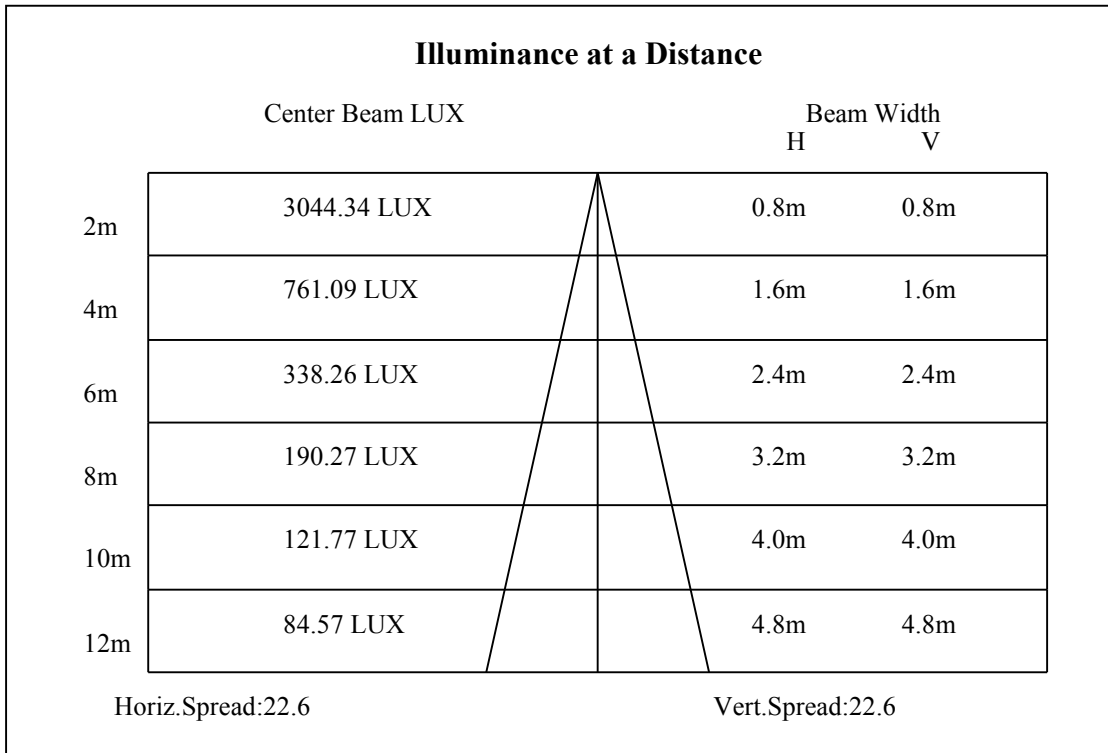 Illuminance at a Distance
Center Beam LUX Beam Width
H V
2m 3044.34 LUX 0.8m 0.8m
4m 761.09 LUX 1.6m 1.6m
6m 338.26 LUX 2.4m 2.4m
8m 190.27 LUX 3.2m 3.2m
10m 121.77 LUX 4.0m 4.0m
12m 84.57 LUX 4.8m 4.8m
Horiz.Spread:22.6 Vert.Spread:22.6